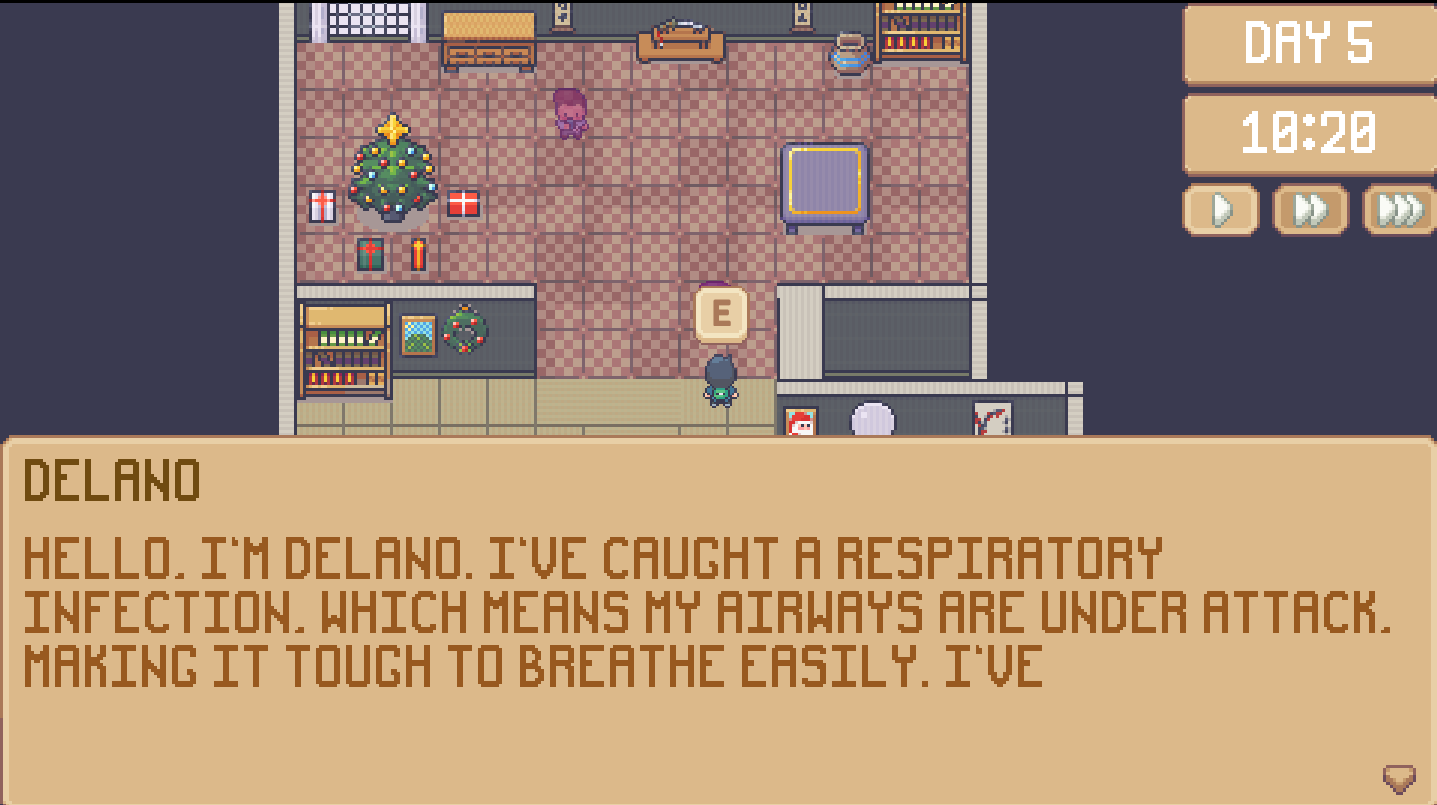 DAY 5
10:20
E
DELANO
HELLO, I'M DELANO. I'VE CAUGHT A RESPIRATORY
INFECTION, WHICH MEANS MY AIRWAYS ARE UNDER ATTACK,
MAKING IT TOUGH TO BREATHE EASILY. I'VE